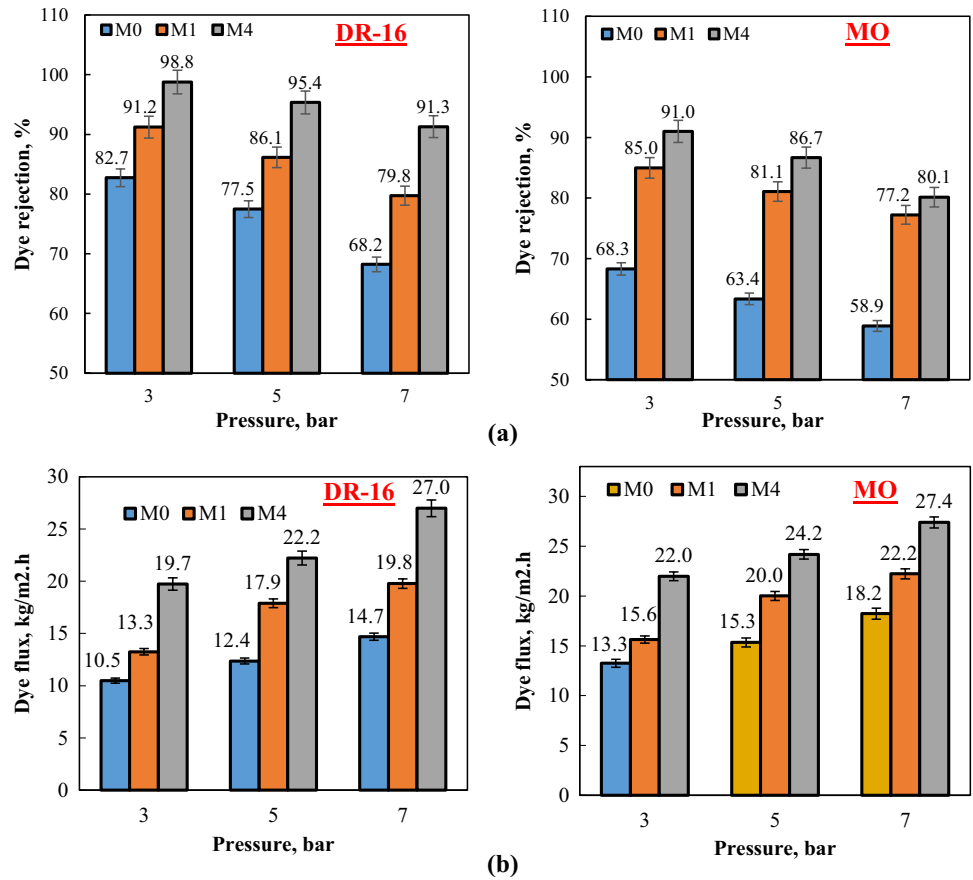 DR-16
M0 M1 M4
Dye rejection, %
100
90
80
70
60
50
82.7 91.2 98.8
77.5 86.1 95.4
68.2 79.8 91.3
3 5 7
Pressure, bar
MO
M0 M1 M4
Dye rejection, %
110
100
90
80
70
60
50
68.3 85.0 91.0
63.4 81.1 86.7
58.9 77.2 80.1
3 5 7
Pressure, bar
(a)
DR-16
M0 M1 M4
Dye flux, kg/m2.h
30
25
20
15
10
5
0
10.5 13.3 19.7
12.4 17.9 22.2
14.7 19.8 27.0
3 5 7
Pressure, bar
MO
M0 M1 M4
Dye flux, kg/m2.h
30
25
20
15
10
5
0
13.3 15.6 22.0
15.3 20.0 24.2
18.2 22.2 27.4
3 5 7
Pressure, bar
(b)